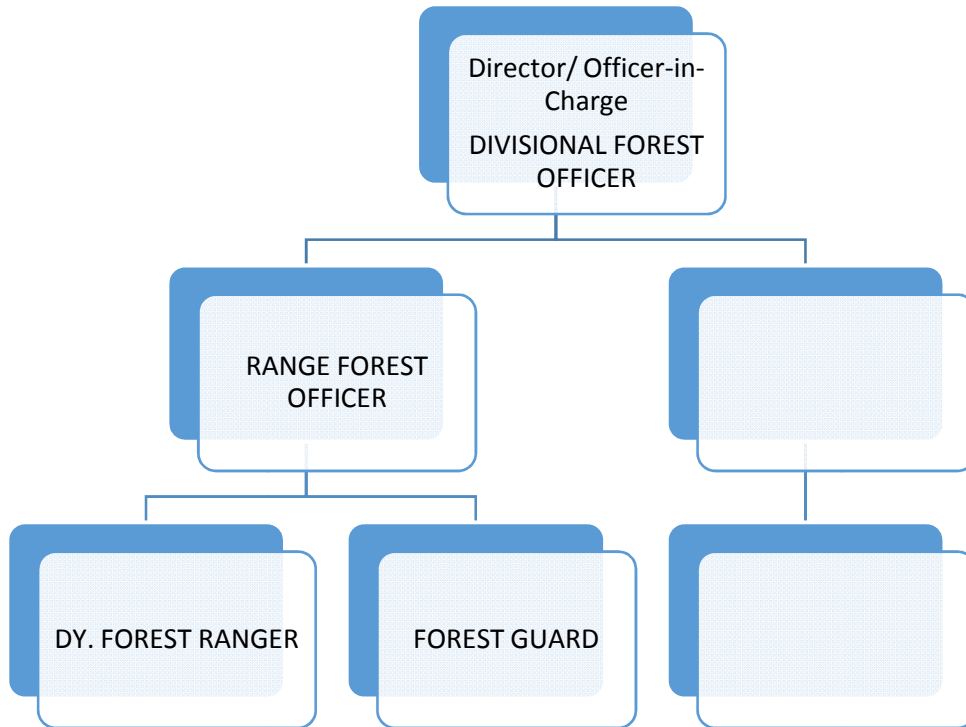 Director/ Officer-in-
Charge
DIVISIONAL FOREST
OFFICER
RANGE FOREST
OFFICER
DY. FOREST RANGER
FOREST GUARD